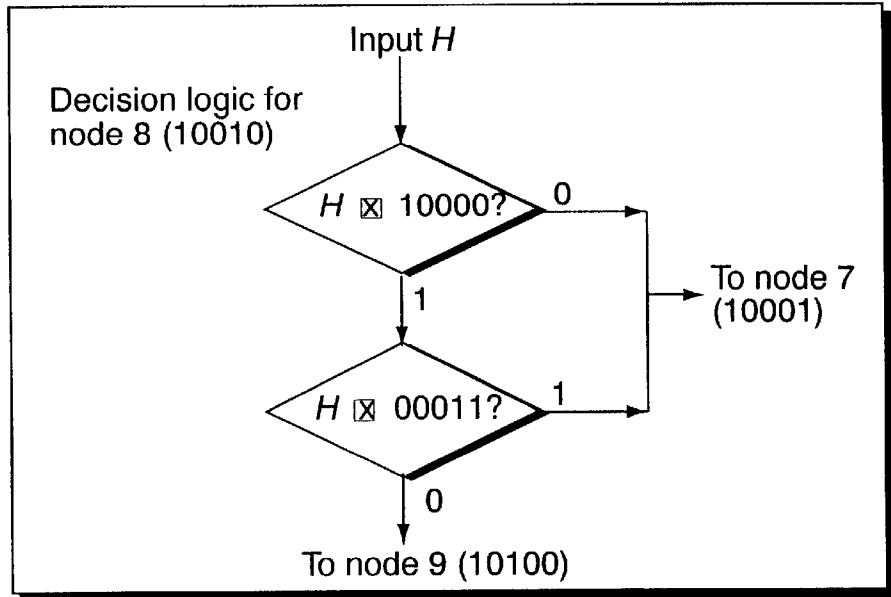 Input H
Decision logic for
node 8 (10010)
H ☒ 10000?
0
To node 7
(10001)
1
H ☒ 00011?
1
0
To node 9 (10100)